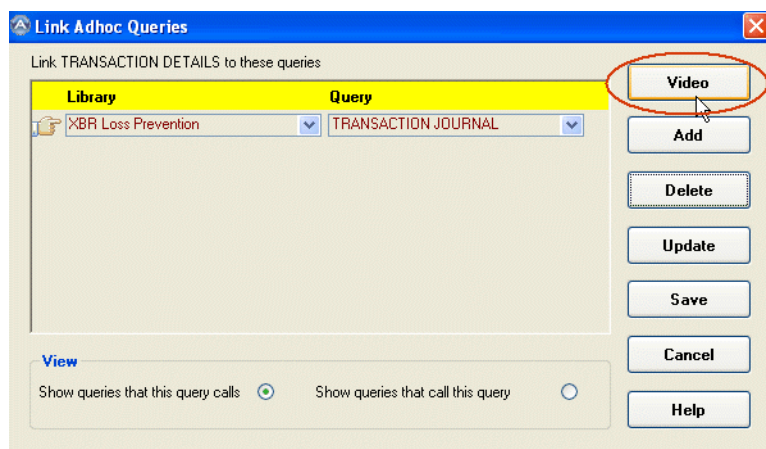 Link Adhoc Queries
Link TRANSACTION DETAILS to these queries
Library Query
XBR Loss Prevention TRANSACTION JOURNAL
Video
Add
Delete
Update
Save
Cancel
Help
View
Show queries that this query calls Show queries that call this query